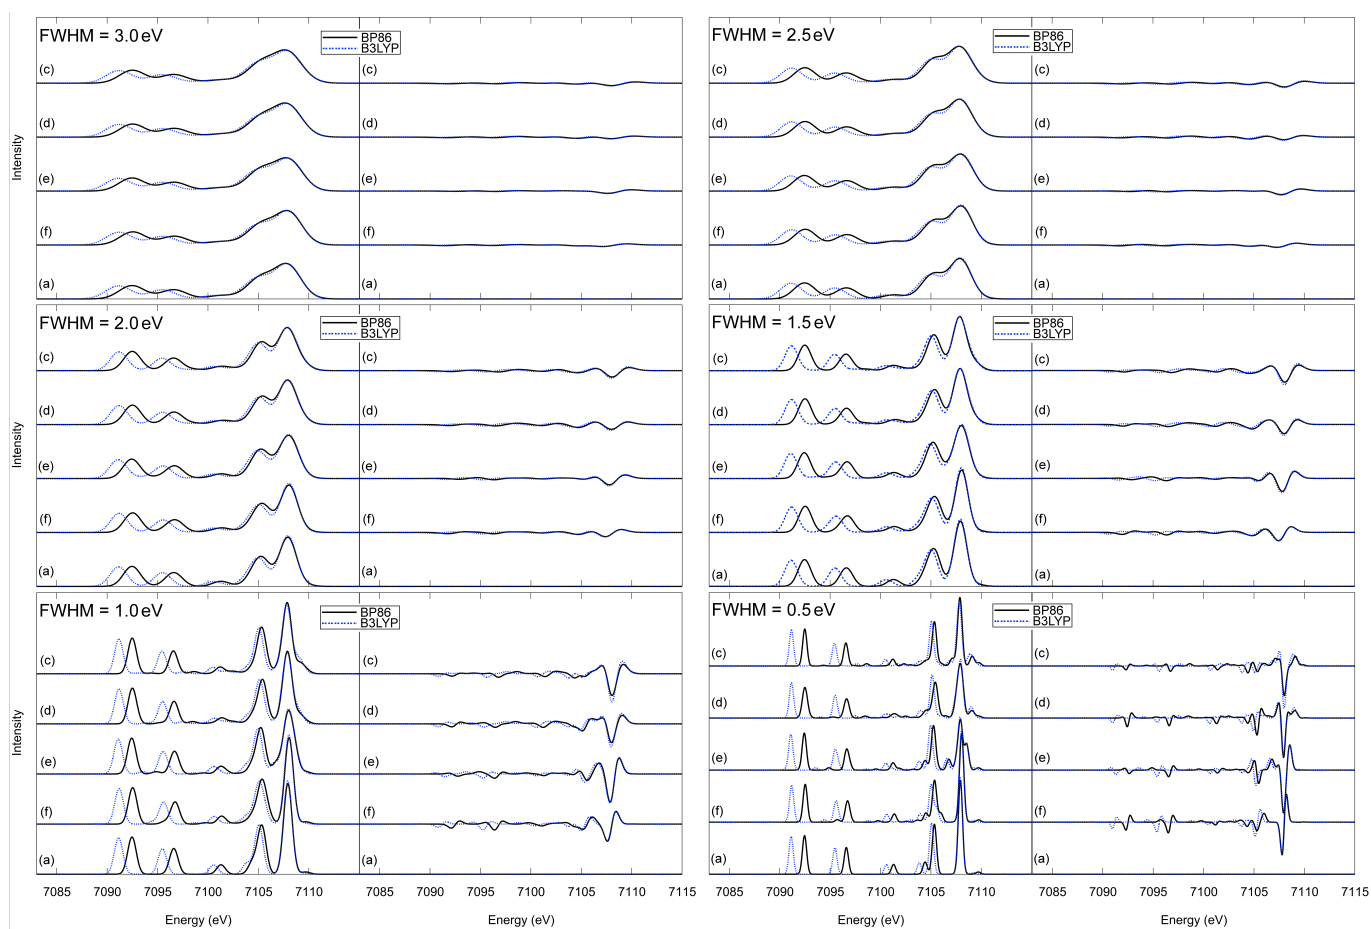 FWHM = 3.0 eV
BP86
B3LYP
(c) (c)
(d) (d)
(e) (e)
(f) (f)
(a) (a)
Intensity
FWHM = 2.5 eV
BP86
B3LYP
(c) (c)
(d) (d)
(e) (e)
(f) (f)
(a) (a)
FWHM = 2.0 eV
BP86
B3LYP
(c) (c)
(d) (d)
(e) (e)
(f) (f)
(a) (a)
Intensity
FWHM = 1.5 eV
BP86
B3LYP
(c) (c)
(d) (d)
(e) (e)
(f) (f)
(a) (a)
FWHM = 1.0 eV
BP86
B3LYP
(c) (c)
(d) (d)
(e) (e)
(f) (f)
(a) (a)
Intensity
7085 7090 7095 7100 7105 7110 7085 7090 7095 7100 7105 7110 7115
Energy (eV) Energy (eV)
FWHM = 0.5 eV
BP86
B3LYP
(c) (c)
(d) (d)
(e) (e)
(f) (f)
(a) (a)
7085 7090 7095 7100 7105 7110 7085 7090 7095 7100 7105 7110 7115
Energy (eV) Energy (eV)